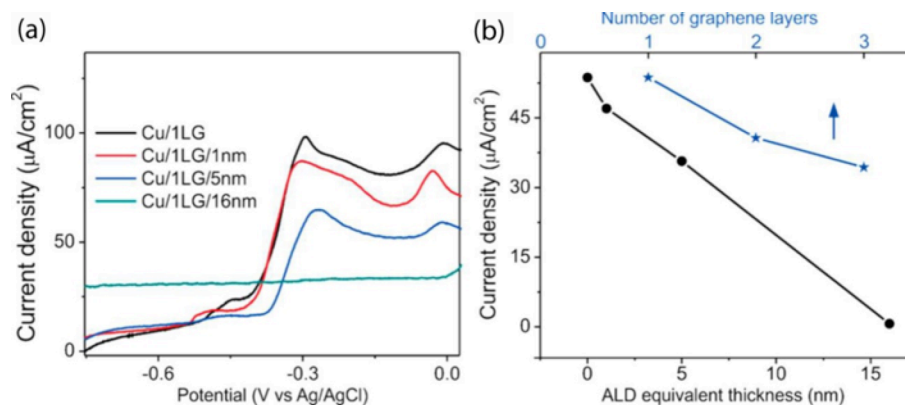 (a)
100
50
0
Current density (μA/cm²)
Cu/1LG
Cu/1LG/1nm
Cu/1LG/5nm
Cu/1LG/16nm
-0.6
-0.3
0.0
Potential (V vs Ag/AgCl)
Number of graphene layers
(b)
0
1
2
3
45
30
15
0
Current density (μA/cm²)
0
5
10
15
ALD equivalent thickness (nm)